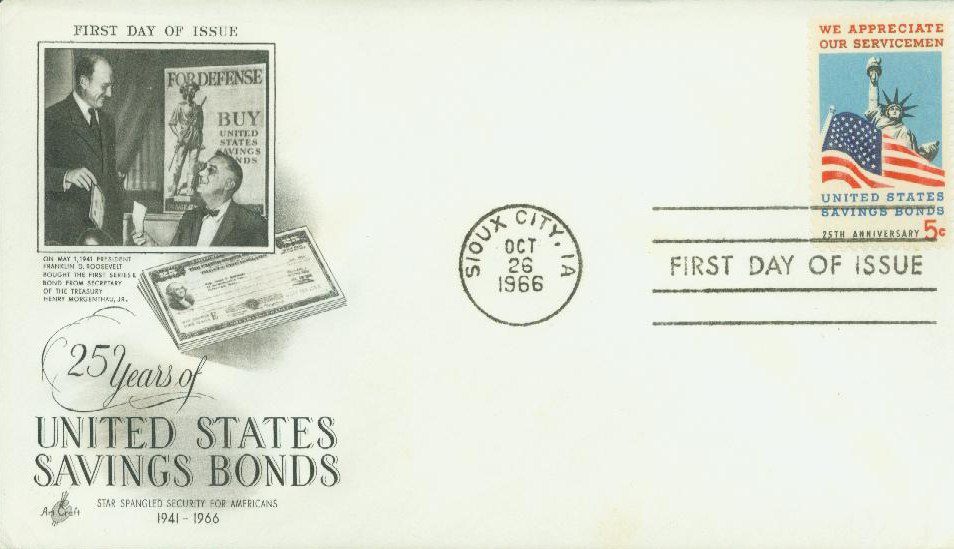 FIRST DAY OF ISSUE
FOR DEFENSE
BUY
UNITED
STATES
SAVINGS
BONDS
ON MAY 1, 1941 PRESIDENT
FRANKLIN D. ROOSEVELT
BOUGHT THE FIRST SERIES E
BOND FROM SECRETARY
OF THE TREASURY
HENRY MORGENTHAU, JR.
25 Years of
UNITED STATES
SAVINGS BONDS
STAR SPANGLED SECURITY FOR AMERICANS
1941 - 1966
Art Craft
SIOUX CITY, IA
OCT
26
1966
WE APPRECIATE
OUR SERVICEMEN
UNITED STATES
SAVINGS BONDS
25TH ANNIVERSARY 5c
FIRST DAY OF ISSUE